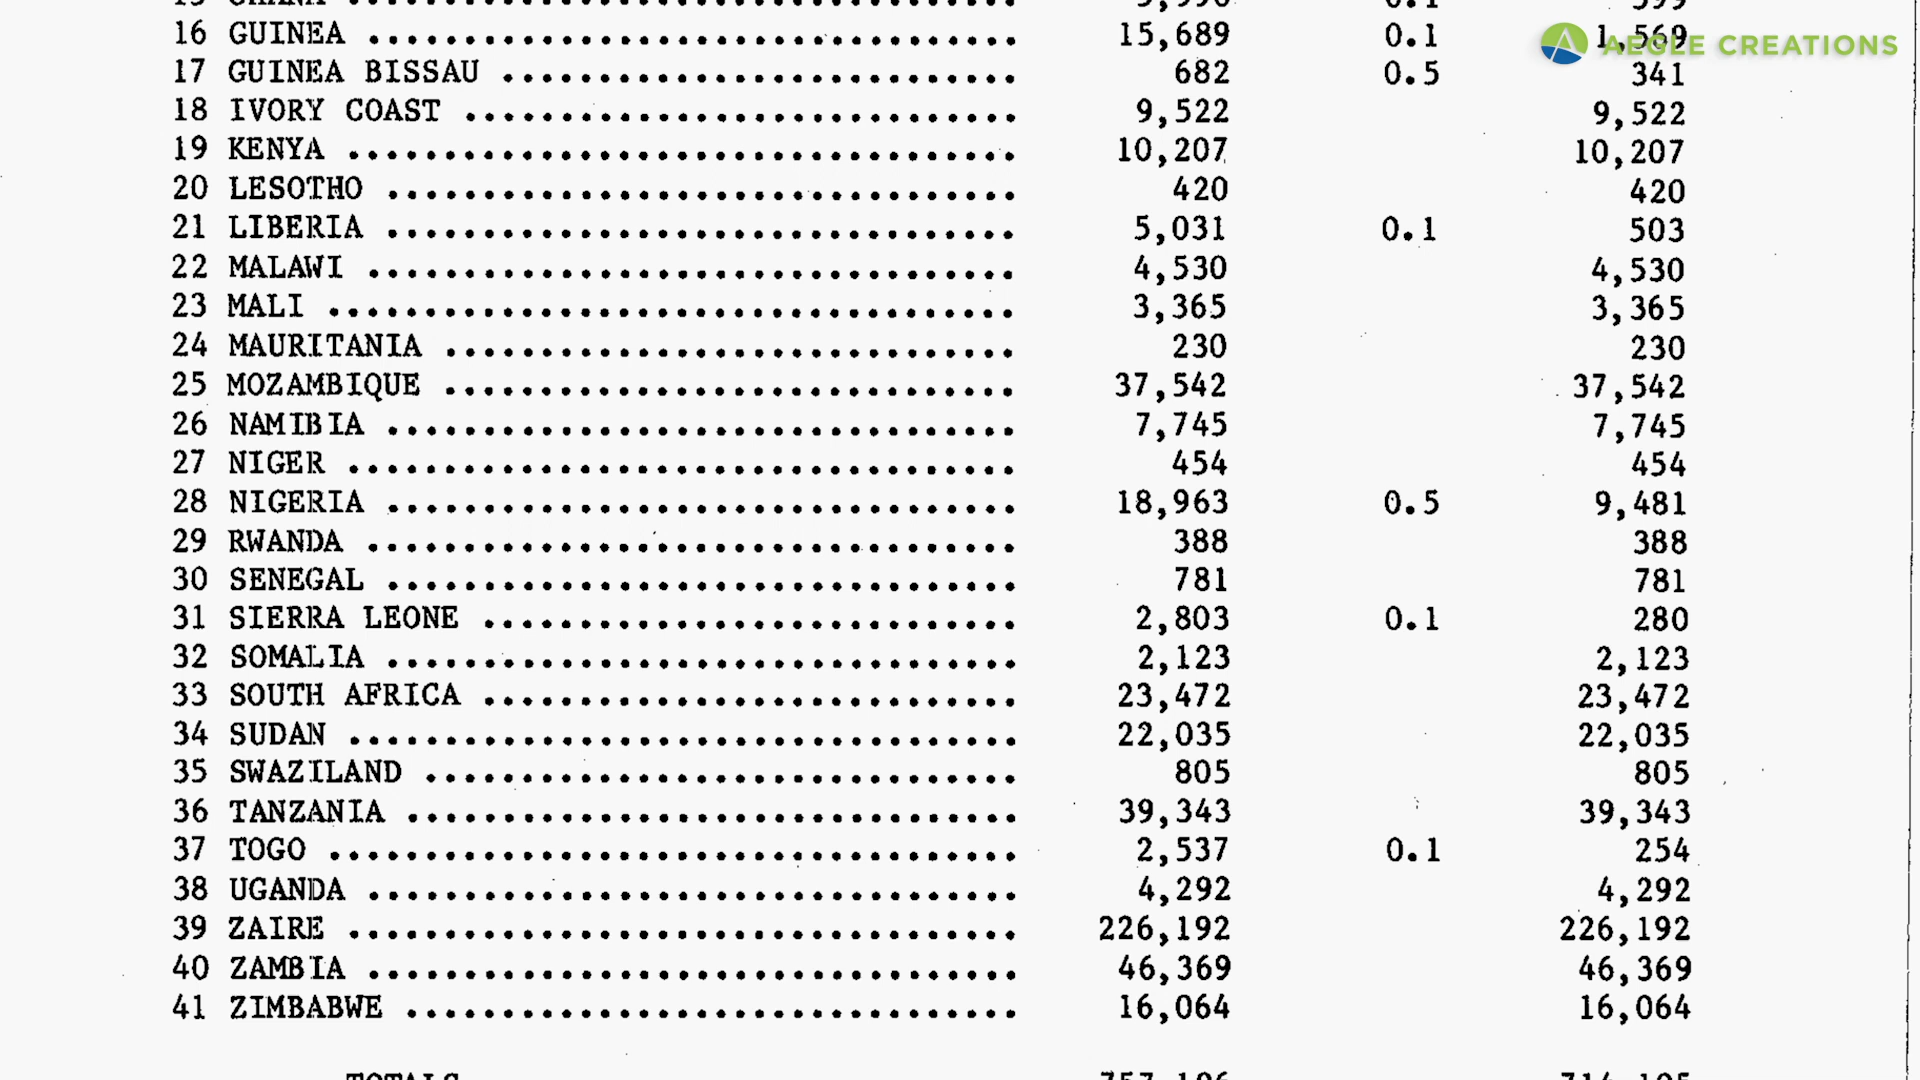 16 GUINEA .................................. 15,689 0.1 1,569
AEGLE CREATIONS
17 GUINEA BISSAU ........................... 682 0.5 341
18 IVORY COAST ............................. 9,522 9,522
19 KENYA ................................... 10,207 10,207
20 LESOTHO ................................. 420 420
21 LIBERIA ................................. 5,031 0.1 503
22 MALAWI .................................. 4,530 4,530
23 MALI .................................... 3,365 3,365
24 MAURITANIA .............................. 230 230
25 MOZAMBIQUE .............................. 37,542 37,542
26 NAMIBIA ................................. 7,745 7,745
27 NIGER ................................... 454 454
28 NIGERIA ................................. 18,963 0.5 9,481
29 RWANDA .................................. 388 388
30 SENEGAL ................................. 781 781
31 SIERRA LEONE ............................ 2,803 0.1 280
32 SOMALIA ................................. 2,123 2,123
33 SOUTH AFRICA ............................ 23,472 23,472
34 SUDAN ................................... 22,035 22,035
35 SWAZILAND ............................... 805 805
36 TANZANIA ................................ 39,343 39,343
37 TOGO .................................... 2,537 0.1 254
38 UGANDA .................................. 4,292 4,292
39 ZAIRE ................................... 226,192 226,192
40 ZAMBIA .................................. 46,369 46,369
41 ZIMBABWE ................................ 16,064 16,064
TOTALS